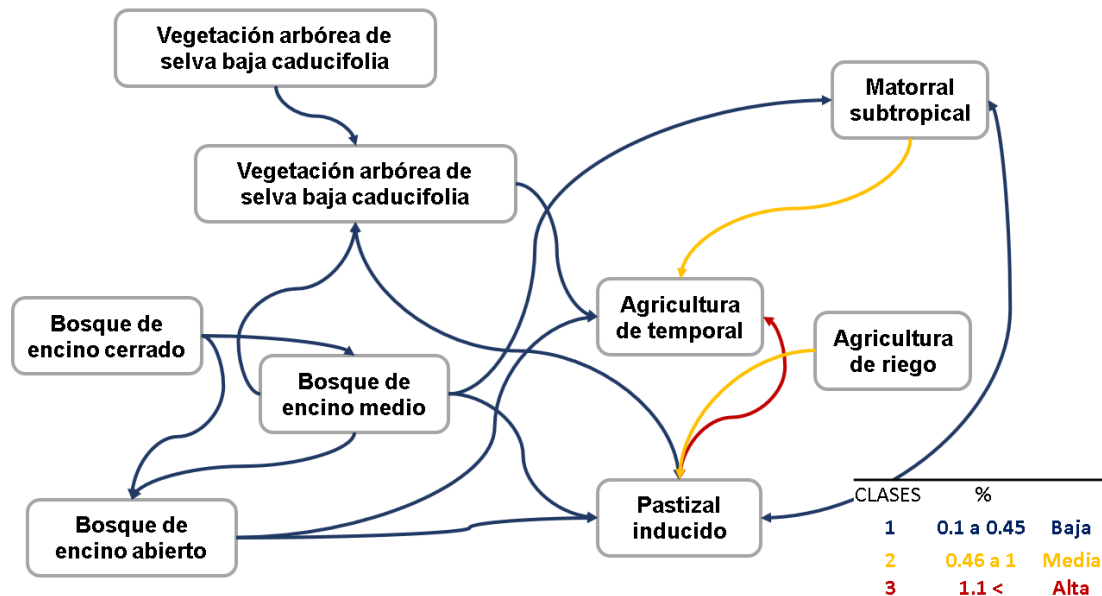 Vegetación arbórea de
selva baja caducifolia
Matorral
subtropical
Vegetación arbórea de
selva baja caducifolia
Agricultura
de temporal
Bosque de
encino cerrado
Agricultura
de riego
Bosque de
encino medio
Pastizal
inducido
Bosque de
encino abierto
CLASES %
1 0.1 a 0.45 Baja
2 0.46 a 1 Media
3 1.1 < Alta